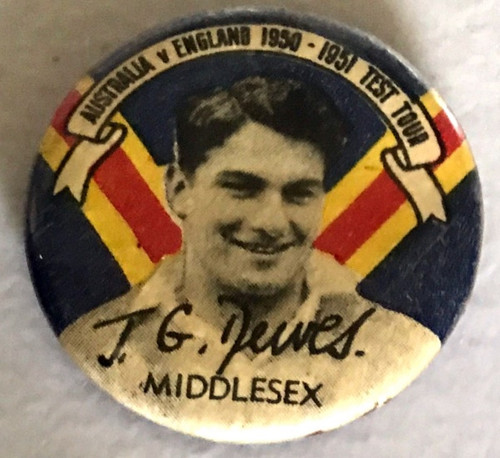 AUSTRALIA V ENGLAND 1950 - 1951 TEST TOUR
J. G. Dewes.
MIDDLESEX